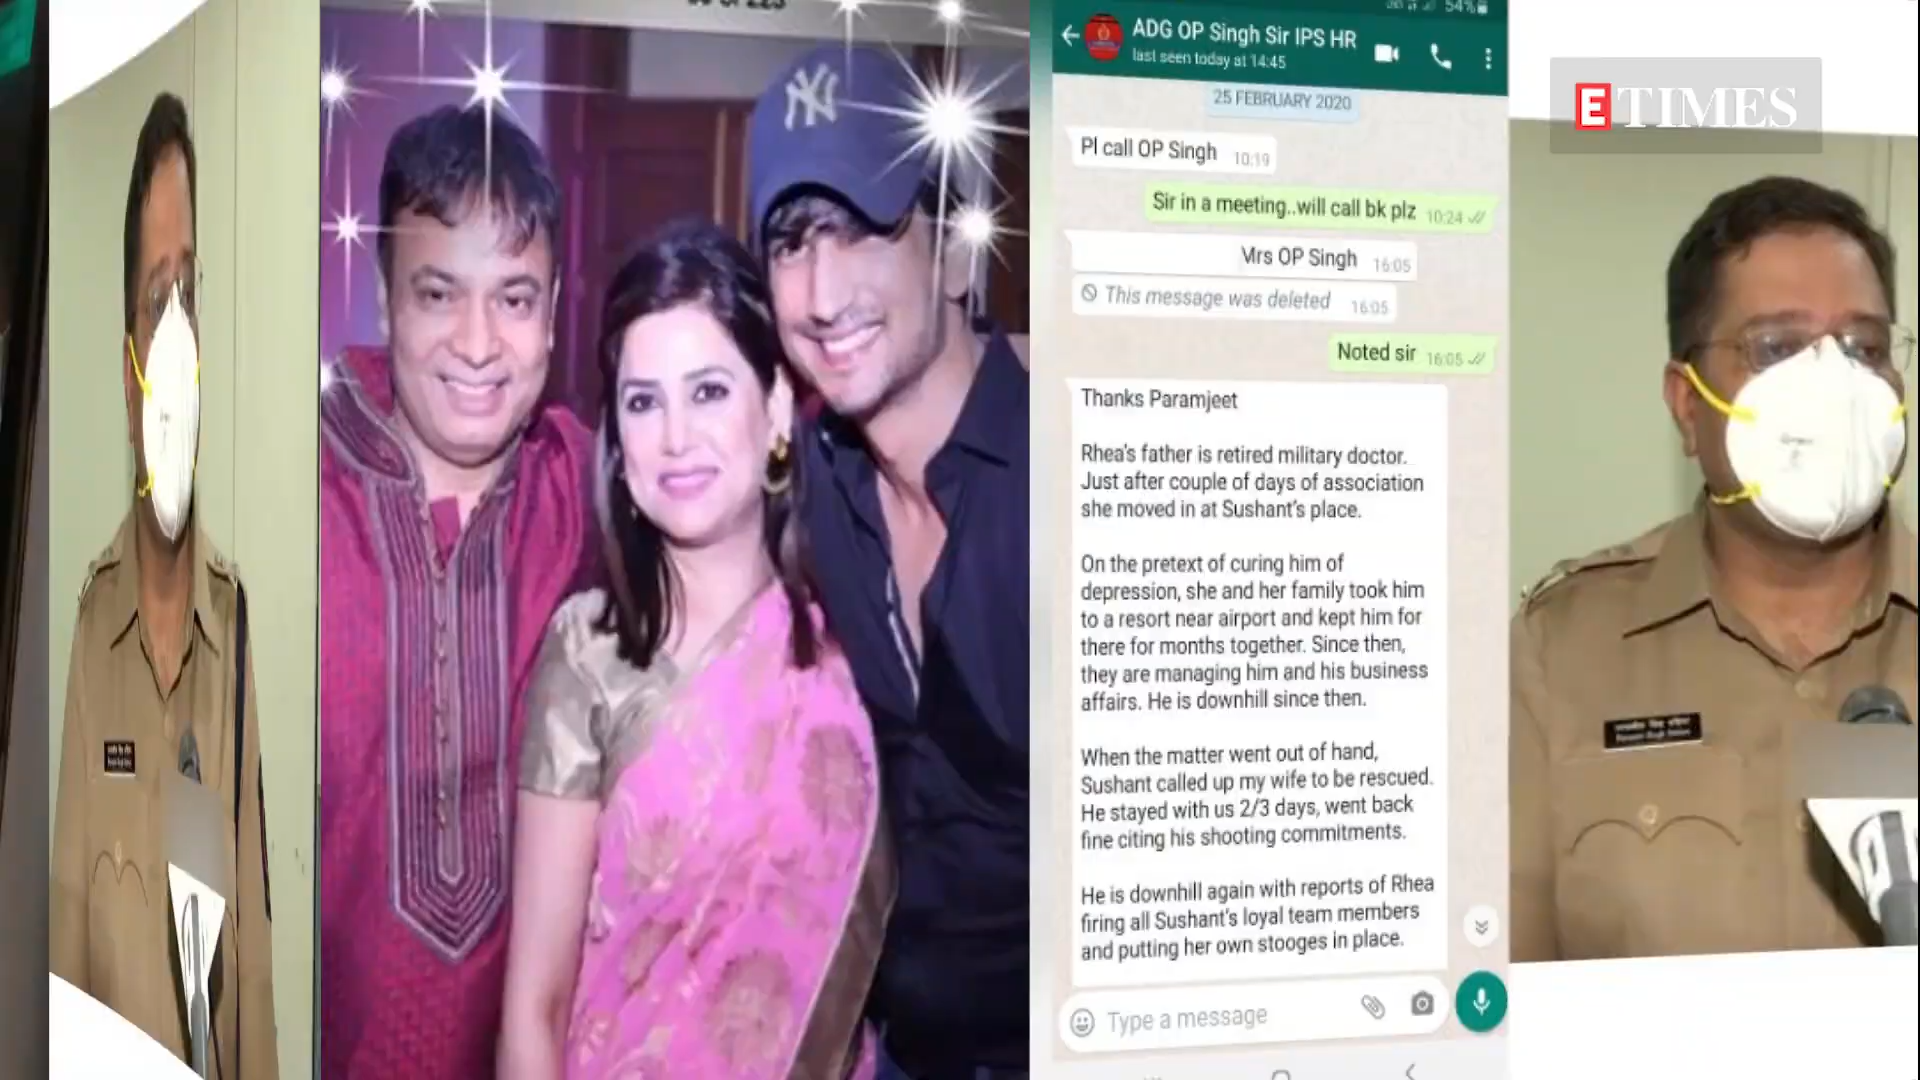 54%
ADG OP Singh Sir IPS HR
last seen today at 14:45
ETIMES
25 FEBRUARY 2020
Pl call OP Singh 10:19
Sir in a meeting..will call bk plz 10:24
Mrs OP Singh 16:05
This message was deleted 16:05
Noted sir 16:05
Thanks Paramjeet
Rhea's father is retired military doctor.
Just after couple of days of association
she moved in at Sushant's place.
On the pretext of curing him of
depression, she and her family took him
to a resort near airport and kept him for
there for months together. Since then,
they are managing him and his business
affairs. He is downhill since then.
When the matter went out of hand,
Sushant called up my wife to be rescued.
He stayed with us 2/3 days, went back
fine citing his shooting commitments.
He is downhill again with reports of Rhea
firing all Sushant's loyal team members
and putting her own stooges in place.
Type a message